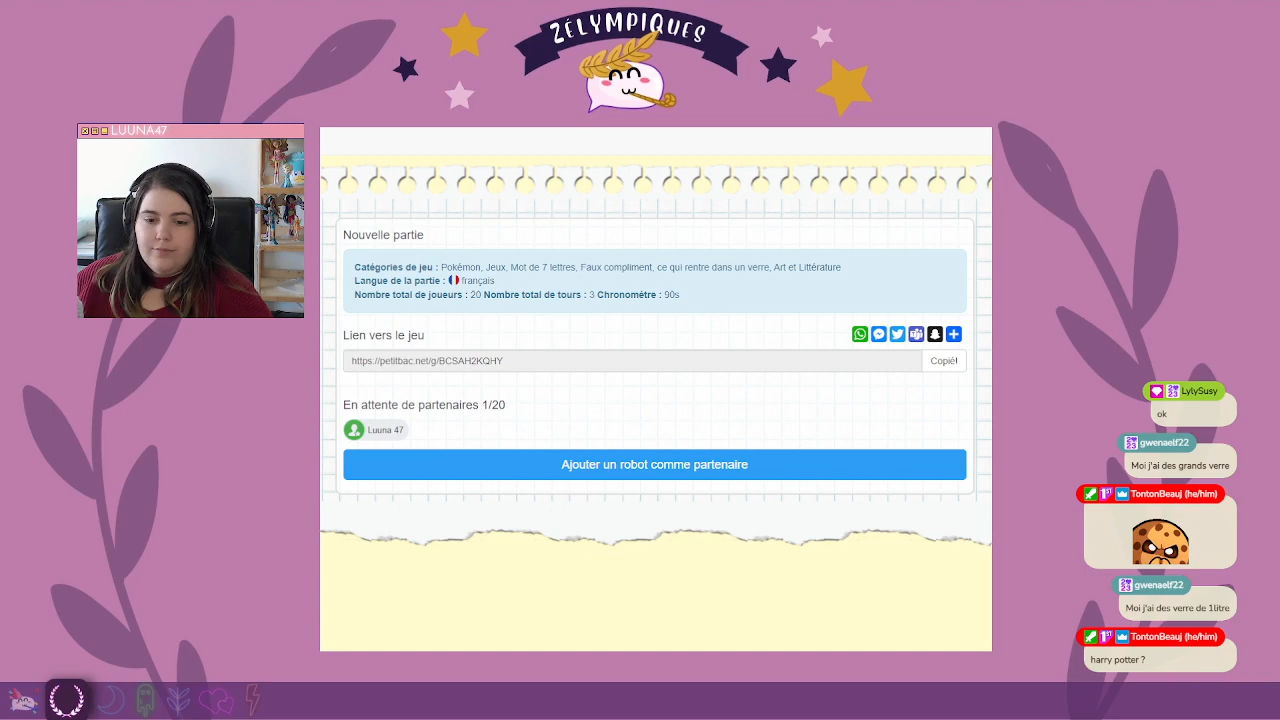 ZÉLYMPIQUES
LUUNA47
Nouvelle partie
Catégories de jeu : Pokémon, Jeux, Mot de 7 lettres, Faux compliment, ce qui rentre dans un verre, Art et Littérature
Langue de la partie : français
Nombre total de joueurs : 20 Nombre total de tours : 3 Chronomètre : 90s
Lien vers le jeu
https://petitbac.net/g/BCSAH2KQHY
Copié!
En attente de partenaires 1/20
Luuna 47
Ajouter un robot comme partenaire
LylySusy
ok
gwenaelf22
Moi j'ai des grands verre
TontonBeauj (he/him)
gwenaelf22
Moi j'ai des verre de 1litre
TontonBeauj (he/him)
harry potter ?